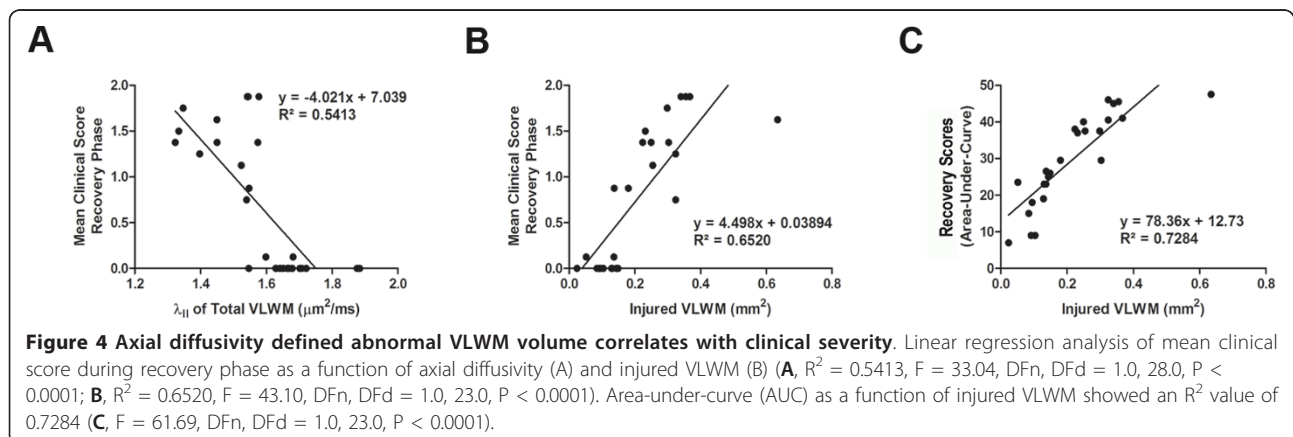 A
B
C
Mean Clinical Score
Recovery Phase
2.0
1.5
1.0
0.5
0.0
y = -4.021x + 7.039
R² = 0.5413
1.2 1.4 1.6 1.8 2.0
λII of Total VLWM (μm²/ms)
Mean Clinical Score
Recovery Phase
2.0
1.5
1.0
0.5
0.0
y = 4.498x + 0.03894
R² = 0.6520
0.0 0.2 0.4 0.6 0.8
Injured VLWM (mm²)
Recovery Scores
(Area-Under-Curve)
50
40
30
20
10
0
y = 78.36x + 12.73
R² = 0.7284
0.0 0.2 0.4 0.6 0.8
Injured VLWM (mm²)
Figure 4 Axial diffusivity defined abnormal VLWM volume correlates with clinical severity. Linear regression analysis of mean clinical
score during recovery phase as a function of axial diffusivity (A) and injured VLWM (B) (A, R² = 0.5413, F = 33.04, DFn, DFd = 1.0, 28.0, P <
0.0001; B, R² = 0.6520, F = 43.10, DFn, DFd = 1.0, 23.0, P < 0.0001). Area-under-curve (AUC) as a function of injured VLWM showed an R² value of
0.7284 (C, F = 61.69, DFn, DFd = 1.0, 23.0, P < 0.0001).